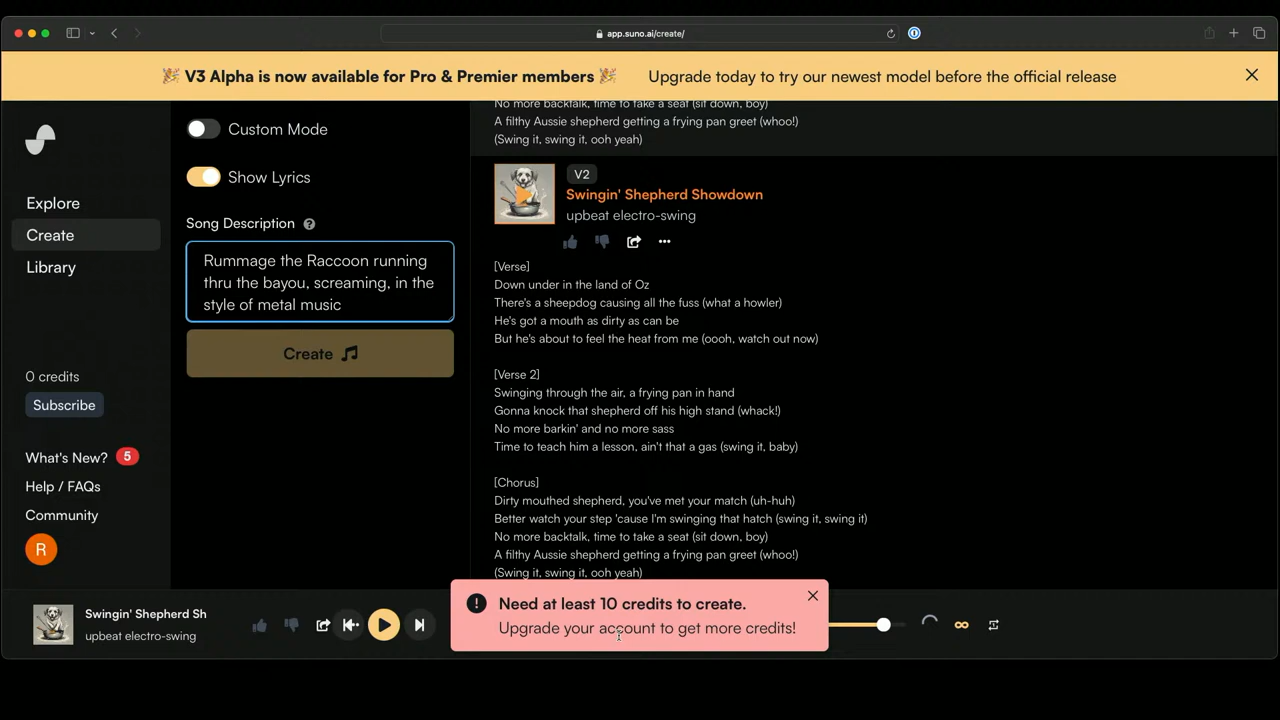 app.suno.ai/create/
🎉 V3 Alpha is now available for Pro & Premier members 🎉 Upgrade today to try our newest model before the official release
Explore
Create
Library
0 credits
Subscribe
What's New? 5
Help / FAQs
Community
R
Custom Mode
Show Lyrics
Song Description ?
Rummage the Raccoon running
thru the bayou, screaming, in the
style of metal music
Create
No more backtalk, time to take a seat (sit down, boy)
A filthy Aussie shepherd getting a frying pan greet (whoo!)
(Swing it, swing it, ooh yeah)
V2
Swingin' Shepherd Showdown
upbeat electro-swing
[Verse]
Down under in the land of Oz
There's a sheepdog causing all the fuss (what a howler)
He's got a mouth as dirty as can be
But he's about to feel the heat from me (oooh, watch out now)
[Verse 2]
Swinging through the air, a frying pan in hand
Gonna knock that shepherd off his high stand (whack!)
No more barkin' and no more sass
Time to teach him a lesson, ain't that a gas (swing it, baby)
[Chorus]
Dirty mouthed shepherd, you've met your match (uh-huh)
Better watch your step 'cause I'm swinging that hatch (swing it, swing it)
No more backtalk, time to take a seat (sit down, boy)
A filthy Aussie shepherd getting a frying pan greet (whoo!)
(Swing it, swing it, ooh yeah)
Swingin' Shepherd Sh
upbeat electro-swing
Need at least 10 credits to create.
Upgrade your account to get more credits!